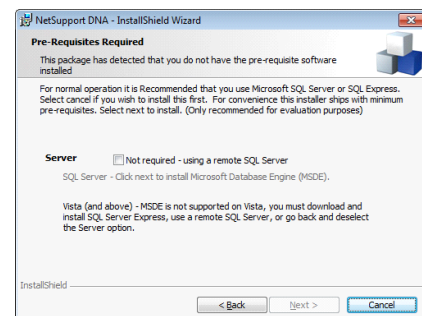 NetSupport DNA - InstallShield Wizard
Pre-Requisites Required
This package has detected that you do not have the pre-requisite software
installed
For normal operation it is Recommended that you use Microsoft SQL Server or SQL Express.
Select cancel if you wish to install this first. For convenience this installer ships with minimum
pre-requisites. Select next to install. (Only recommended for evaluation purposes)
Server Not required - using a remote SQL Server
SQL Server - Click next to install Microsoft Database Engine (MSDE).
Vista (and above) - MSDE is not supported on Vista, you must download and
install SQL Server Express, use a remote SQL Server, or go back and deselect
the Server option.
InstallShield
< Back Next > Cancel